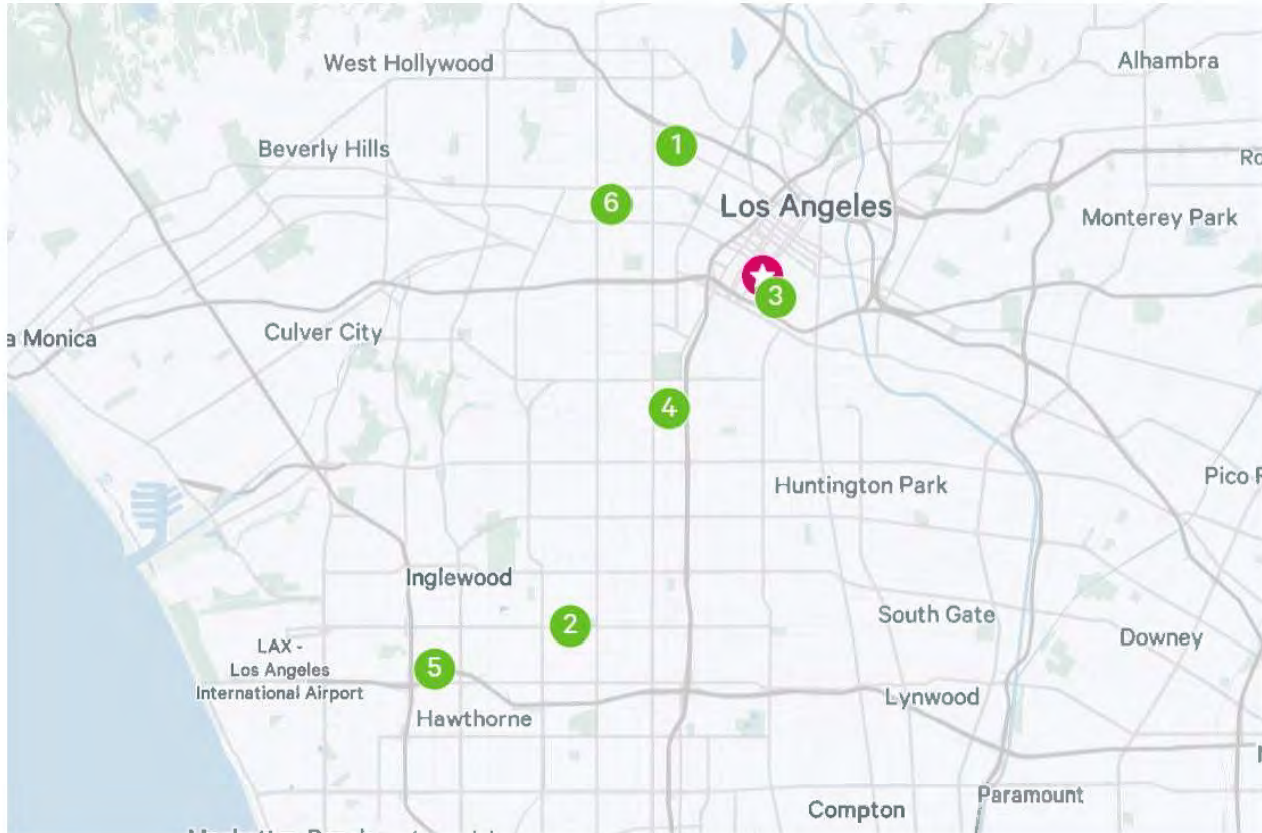 West Hollywood
Alhambra
1
Beverly Hills
6
Los Angeles
Monterey Park
3
a Monica
Culver City
4
Huntington Park
Pico
Inglewood
2
South Gate
LAX -
Los Angeles
International Airport
5
Downey
Hawthorne
Lynwood
Compton
Paramount